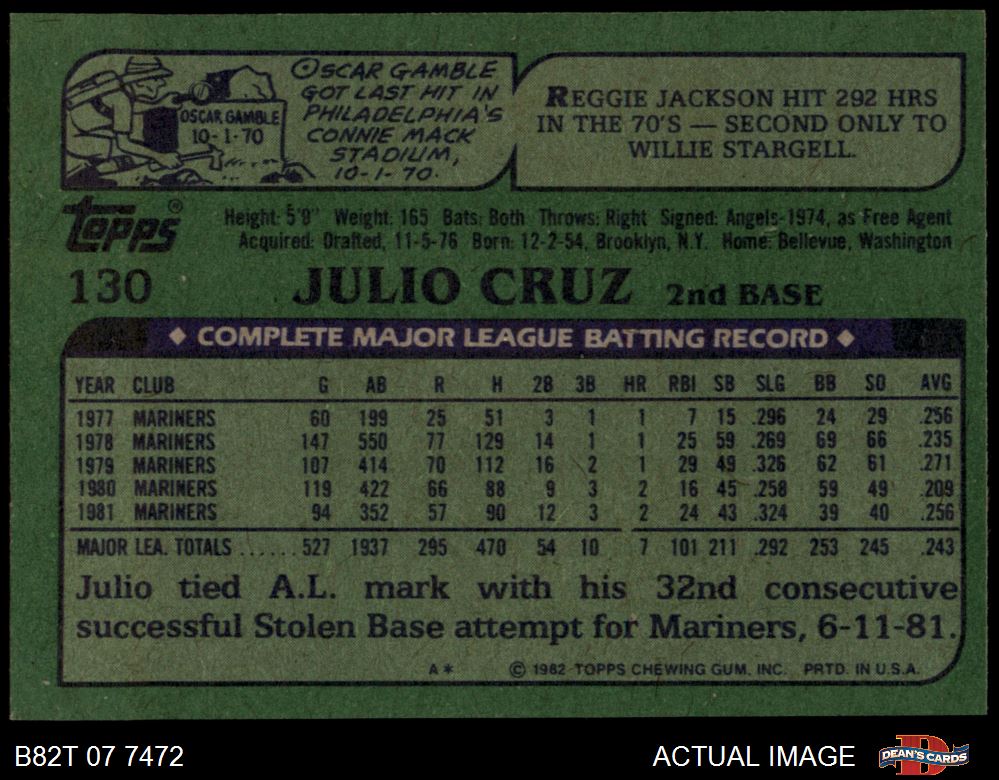 OSCAR GAMBLE
GOT LAST HIT IN
PHILADELPHIA'S
CONNIE MACK
STADIUM,
10-1-70.
OSCAR GAMBLE
10-1-70
REGGIE JACKSON HIT 292 HRS
IN THE 70'S — SECOND ONLY TO
WILLIE STARGELL.
topps®
Height: 5'9" Weight: 165 Bats: Both Throws: Right Signed: Angels-1974, as Free Agent
Acquired: Drafted, 11-5-76 Born: 12-2-54, Brooklyn, N.Y. Home: Bellevue, Washington
130 JULIO CRUZ 2nd BASE
◆ COMPLETE MAJOR LEAGUE BATTING RECORD ◆
YEAR CLUB G AB R H 2B 3B HR RBI SB SLG BB SO AVG
1977 MARINERS 60 199 25 51 3 1 1 7 15 .296 24 29 .256
1978 MARINERS 147 550 77 129 14 1 1 25 59 .269 69 66 .235
1979 MARINERS 107 414 70 112 16 2 1 29 49 .326 62 61 .271
1980 MARINERS 119 422 66 88 9 3 2 16 45 .258 59 49 .209
1981 MARINERS 94 352 57 90 12 3 2 24 43 .324 39 40 .256
MAJOR LEA. TOTALS ...... 527 1937 295 470 54 10 7 101 211 .292 253 245 .243
Julio tied A.L. mark with his 32nd consecutive
successful Stolen Base attempt for Mariners, 6-11-81.
A* © 1982 TOPPS CHEWING GUM, INC. PRTD. IN U.S.A.
B82T 07 7472 ACTUAL IMAGE DEAN'S CARDS